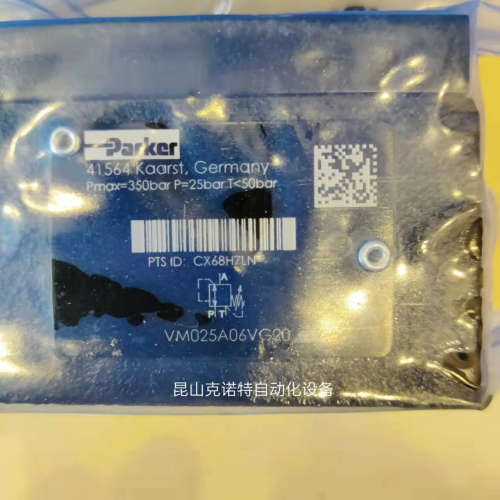 Parker
41564 Kaarst, Germany
Pmax=350bar P=25bar T<50bar
PTS ID: CX68H7LN
A
P T
VM025A06VG20
昆山克诺特自动化设备